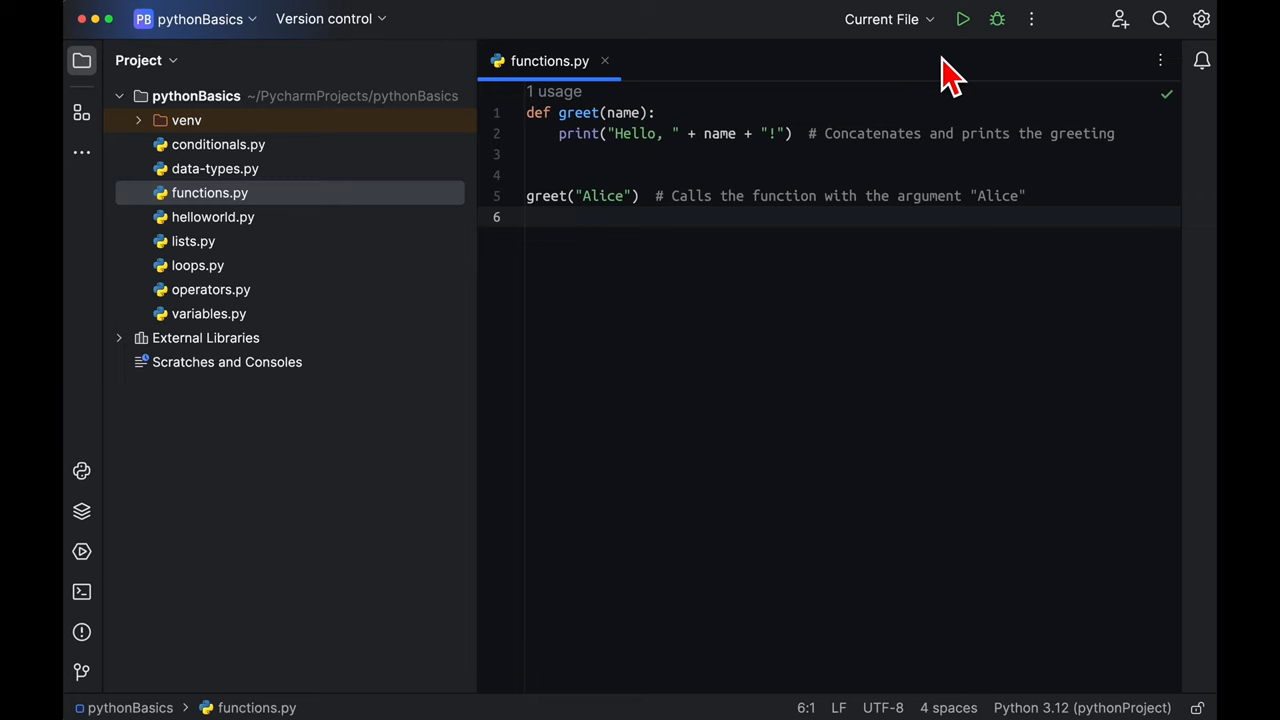 PB pythonBasics Version control Current File
Project
pythonBasics ~/PycharmProjects/pythonBasics
venv
conditionals.py
data-types.py
functions.py
helloworld.py
lists.py
loops.py
operators.py
variables.py
External Libraries
Scratches and Consoles
functions.py
1 usage
1 def greet(name):
2 print("Hello, " + name + "!") # Concatenates and prints the greeting
3
4
5 greet("Alice") # Calls the function with the argument "Alice"
6
pythonBasics functions.py 6:1 LF UTF-8 4 spaces Python 3.12 (pythonProject)